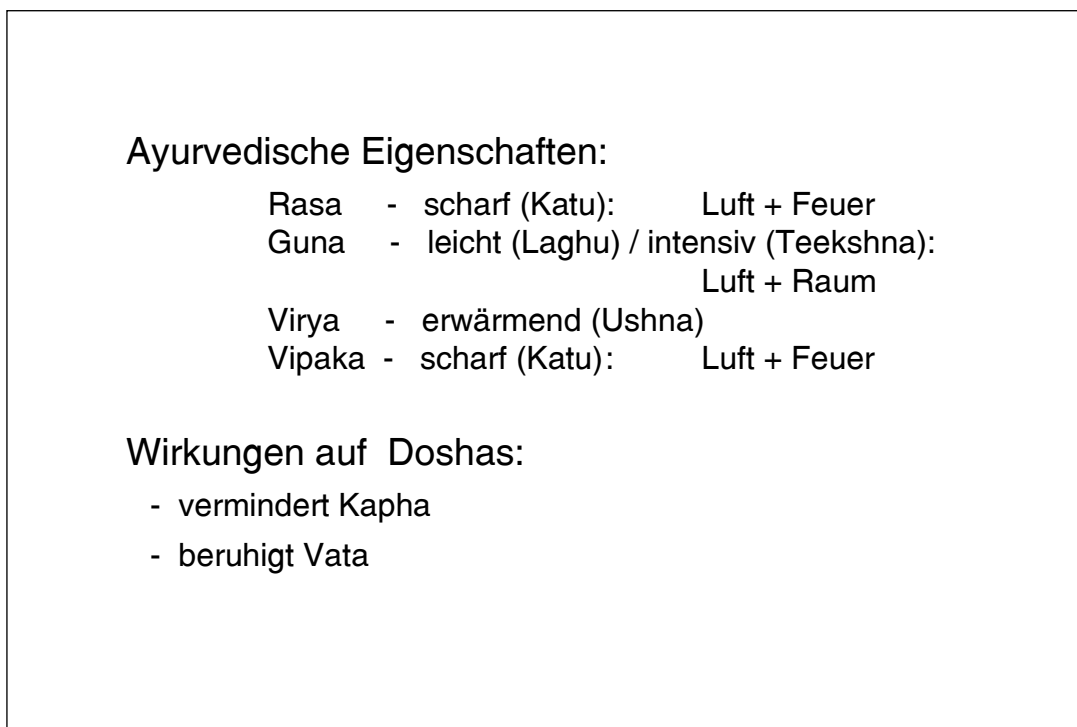 Ayurvedische Eigenschaften:
Rasa - scharf (Katu): Luft + Feuer
Guna - leicht (Laghu) / intensiv (Teekshna):
Luft + Raum
Virya - erwärmend (Ushna)
Vipaka - scharf (Katu): Luft + Feuer
Wirkungen auf Doshas:
- vermindert Kapha
- beruhigt Vata